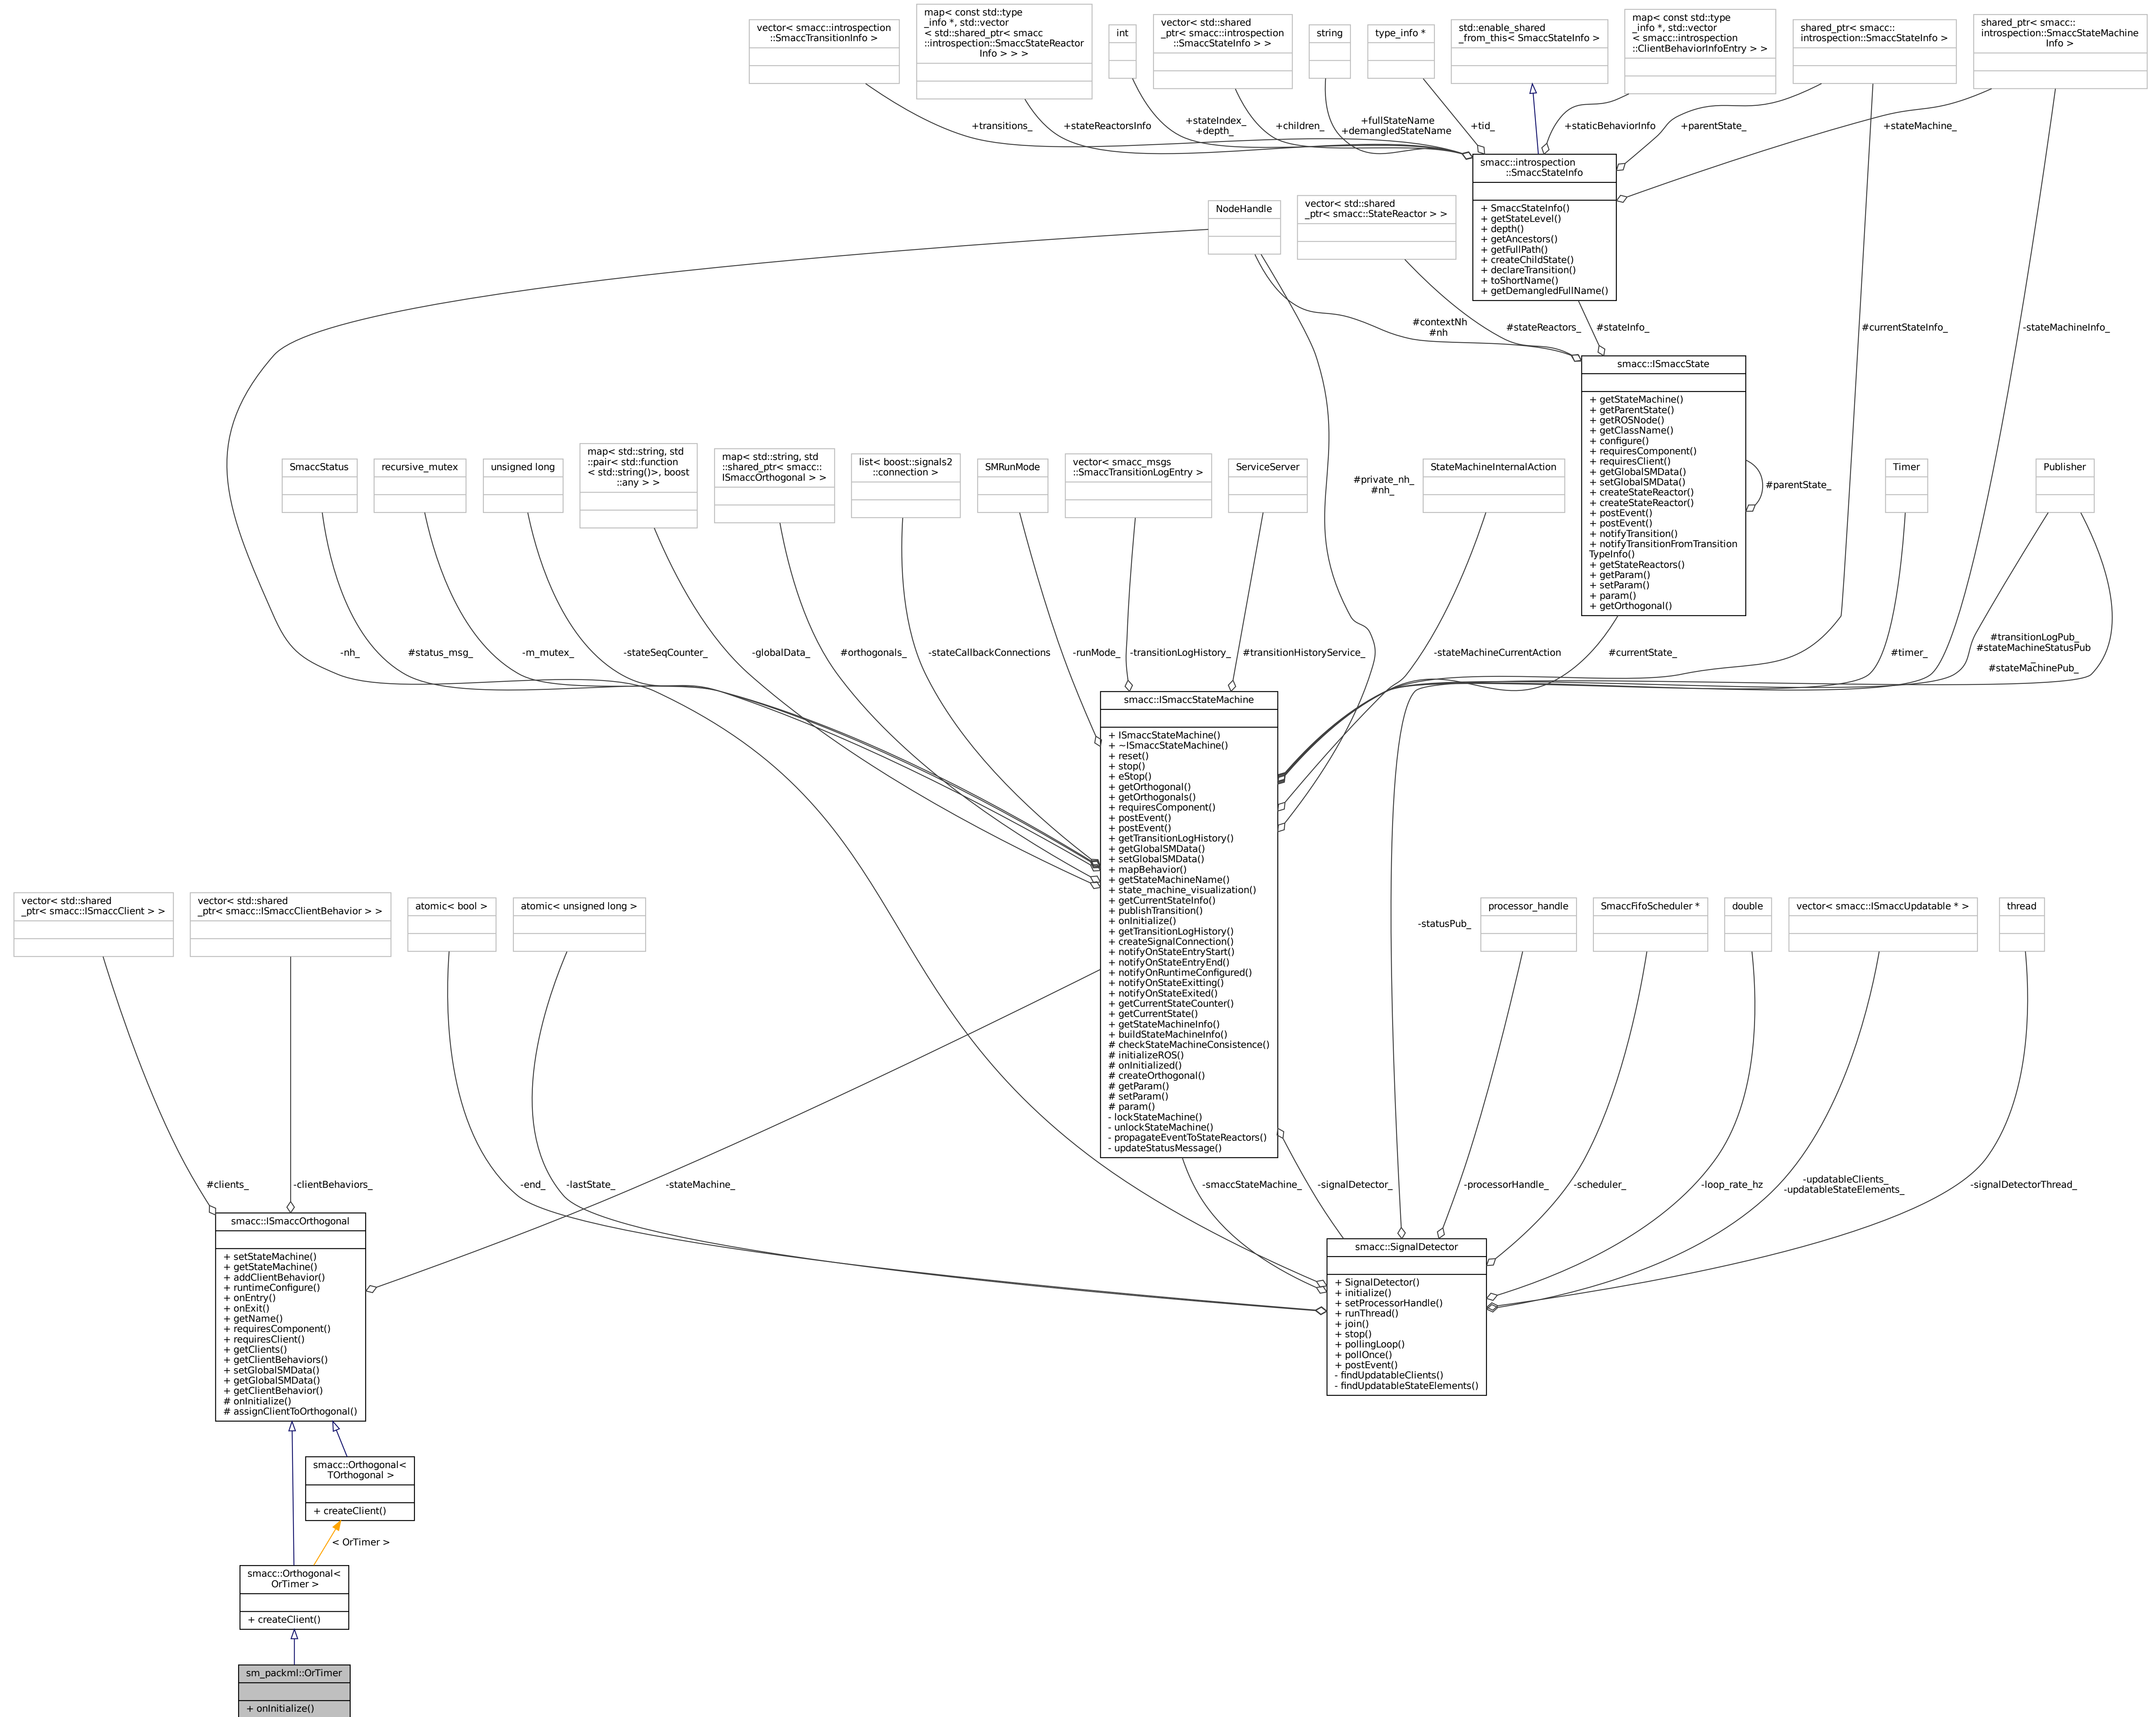 vector< smacc::introspection
::SmaccTransitionInfo >
map< const std::type
_info *, std::vector
< std::shared_ptr< smacc
::introspection::SmaccStateReactor
Info > > >
int
vector< std::shared
_ptr< smacc::introspection
::SmaccStateInfo > >
string
type_info *
std::enable_shared
_from_this< SmaccStateInfo >
map< const std::type
_info *, std::vector
< smacc::introspection
::ClientBehaviorInfoEntry > >
shared_ptr< smacc::
introspection::SmaccStateInfo >
shared_ptr< smacc::
introspection::SmaccStateMachine
Info >
+transitions_
+stateReactorsInfo
+stateIndex_
+depth_
+children_
+fullStateName
+demangledStateName
+tid_
+staticBehaviorInfo
+parentState_
+stateMachine_
smacc::introspection
::SmaccStateInfo
+ SmaccStateInfo()
+ getStateLevel()
+ depth()
+ getAncestors()
+ getFullPath()
+ createChildState()
+ declareTransition()
+ toShortName()
+ getDemangledFullName()
NodeHandle
vector< std::shared
_ptr< smacc::StateReactor > >
#contextNh
#nh
#stateReactors_
#stateInfo_
#currentStateInfo_
-stateMachineInfo_
smacc::ISmaccState
+ getStateMachine()
+ getParentState()
+ getROSNode()
+ getClassName()
+ configure()
+ requiresComponent()
+ requiresClient()
+ getGlobalSMData()
+ setGlobalSMData()
+ createStateReactor()
+ createStateReactor()
+ postEvent()
+ postEvent()
+ notifyTransition()
+ notifyTransitionFromTransition
TypeInfo()
+ getStateReactors()
+ getParam()
+ setParam()
+ param()
+ getOrthogonal()
#parentState_
SmaccStatus
recursive_mutex
unsigned long
map< std::string, std
::pair< std::function
< std::string()>, boost
::any > >
map< std::string, std
::shared_ptr< smacc::
ISmaccOrthogonal > >
list< boost::signals2
::connection >
SMRunMode
vector< smacc_msgs
::SmaccTransitionLogEntry >
ServiceServer
#private_nh_
#nh_
StateMachineInternalAction
Timer
Publisher
-nh_
#status_msg_
-m_mutex_
-stateSeqCounter_
-globalData_
#orthogonals_
-stateCallbackConnections
-runMode_
-transitionLogHistory_
#transitionHistoryService_
-stateMachineCurrentAction
#currentState_
#timer_
#transitionLogPub_
#stateMachineStatusPub
_
#stateMachinePub_
smacc::ISmaccStateMachine
+ ISmaccStateMachine()
+ ~ISmaccStateMachine()
+ reset()
+ stop()
+ eStop()
+ getOrthogonal()
+ getOrthogonals()
+ requiresComponent()
+ postEvent()
+ postEvent()
+ getTransitionLogHistory()
+ getGlobalSMData()
+ setGlobalSMData()
+ mapBehavior()
+ getStateMachineName()
+ state_machine_visualization()
+ getCurrentStateInfo()
+ publishTransition()
+ onInitialize()
+ getTransitionLogHistory()
+ createSignalConnection()
+ notifyOnStateEntryStart()
+ notifyOnStateEntryEnd()
+ notifyOnRuntimeConfigured()
+ notifyOnStateExitting()
+ notifyOnStateExited()
+ getCurrentStateCounter()
+ getCurrentState()
+ getStateMachineInfo()
+ buildStateMachineInfo()
# checkStateMachineConsistence()
# initializeROS()
# onInitialized()
# createOrthogonal()
# getParam()
# setParam()
# param()
- lockStateMachine()
- unlockStateMachine()
- propagateEventToStateReactors()
- updateStatusMessage()
vector< std::shared
_ptr< smacc::ISmaccClient > >
vector< std::shared
_ptr< smacc::ISmaccClientBehavior > >
atomic< bool >
atomic< unsigned long >
-statusPub_
processor_handle
SmaccFifoScheduler *
double
vector< smacc::ISmaccUpdatable * >
thread
#clients_
-clientBehaviors_
-end_
-lastState_
-stateMachine_
-smaccStateMachine_
-signalDetector_
-processorHandle_
-scheduler_
-loop_rate_hz
-updatableClients_
-updatableStateElements_
-signalDetectorThread_
smacc::ISmaccOrthogonal
+ setStateMachine()
+ getStateMachine()
+ addClientBehavior()
+ runtimeConfigure()
+ onEntry()
+ onExit()
+ getName()
+ requiresComponent()
+ requiresClient()
+ getClients()
+ getClientBehaviors()
+ setGlobalSMData()
+ getGlobalSMData()
+ getClientBehavior()
# onInitialize()
# assignClientToOrthogonal()
smacc::SignalDetector
+ SignalDetector()
+ initialize()
+ setProcessorHandle()
+ runThread()
+ join()
+ stop()
+ pollingLoop()
+ pollOnce()
+ postEvent()
- findUpdatableClients()
- findUpdatableStateElements()
smacc::Orthogonal<
TOrthogonal >
+ createClient()
< OrTimer >
smacc::Orthogonal<
OrTimer >
+ createClient()
sm_packml::OrTimer
+ onInitialize()